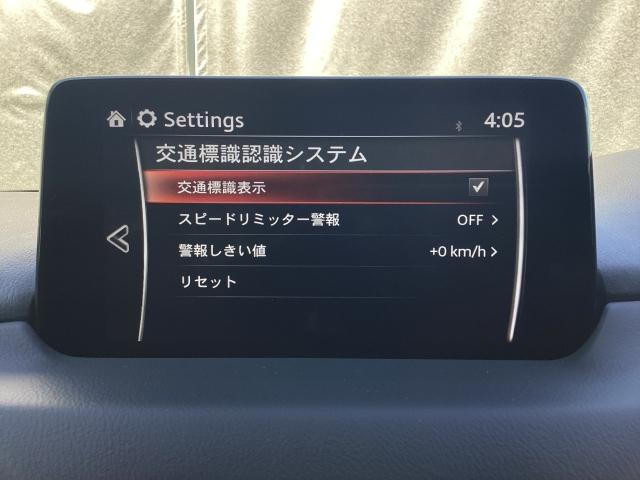 Settings 4:05
交通標識認識システム
交通標識表示
スピードリミッター警報 OFF
警報しきい値 +0 km/h
リセット